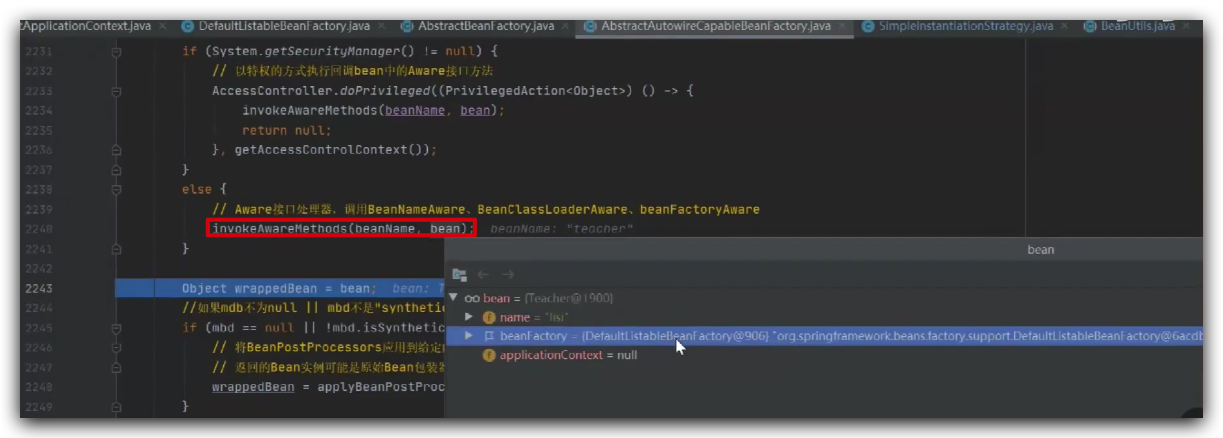 ApplicationContext.java × DefaultListableBeanFactory.java × AbstractBeanFactory.java × AbstractAutowireCapableBeanFactory.java × SimpleInstantiationStrategy.java × BeanUtils.java ×
2231 if (System.getSecurityManager() != null) {
2232 // 以特权的方式执行回调bean中的Aware接口方法
2233 AccessController.doPrivileged((PrivilegedAction<Object>) () -> {
2234 invokeAwareMethods(beanName, bean);
2235 return null;
2236 }, getAccessControlContext());
2237 }
2238 else {
2239 // Aware接口处理器，调用BeanNameAware、BeanClassLoaderAware、beanFactoryAware
2240 invokeAwareMethods(beanName, bean); beanName: "teacher"
2241 }
bean
2242
2243 Object wrappedBean = bean; bean: T
oo bean = {Teacher@1900}
2244 //如果mdb不为null || mbd不是"syntheti
name = "lisi"
2245 if (mbd == null || !mbd.isSynthetic
beanFactory = {DefaultListableBeanFactory@906} "org.springframework.beans.factory.support.DefaultListableBeanFactory@6acdb
2246 // 将BeanPostProcessors应用到给定
applicationContext = null
2247 // 返回的Bean实例可能是原始Bean包装器
2248 wrappedBean = applyBeanPostProc
2249 }